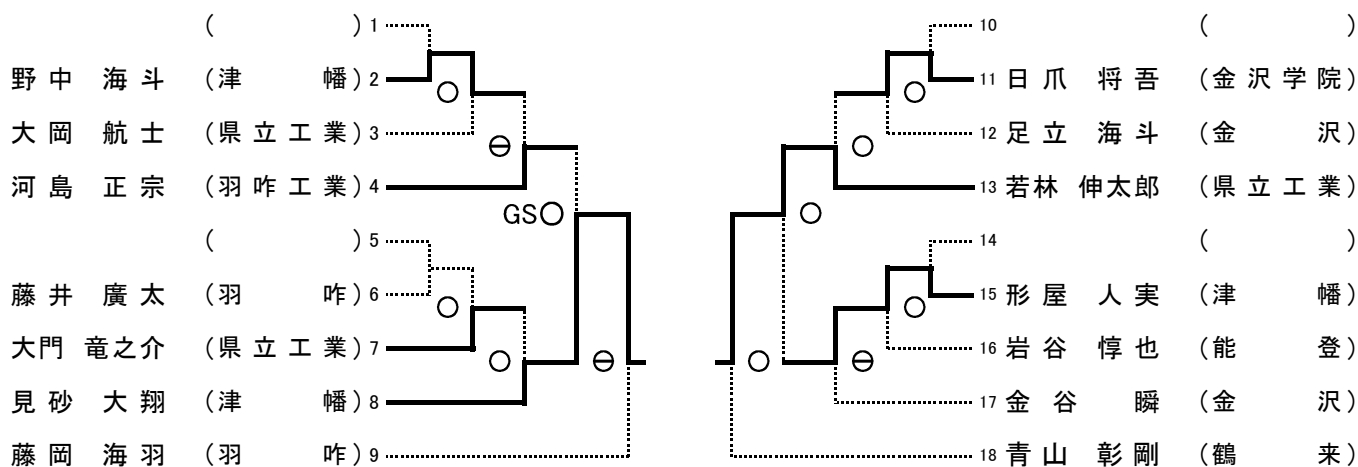 (　　　) 1
野中 海斗 (津 幡) 2
大岡 航士 (県立工業) 3
河島 正宗 (羽咋工業) 4
GS○
(　　　) 5
藤井 廣太 (羽 咋) 6
大門 竜之介 (県立工業) 7
見砂 大翔 (津 幡) 8
藤岡 海羽 (羽 咋) 9
10 (　　　)
11 日爪 将吾 (金沢学院)
12 足立 海斗 (金 沢)
13 若林 伸太郎 (県立工業)
14 (　　　)
15 形屋 人実 (津 幡)
16 岩谷 惇也 (能 登)
17 金谷 瞬 (金 沢)
18 青山 彰剛 (鶴 来)